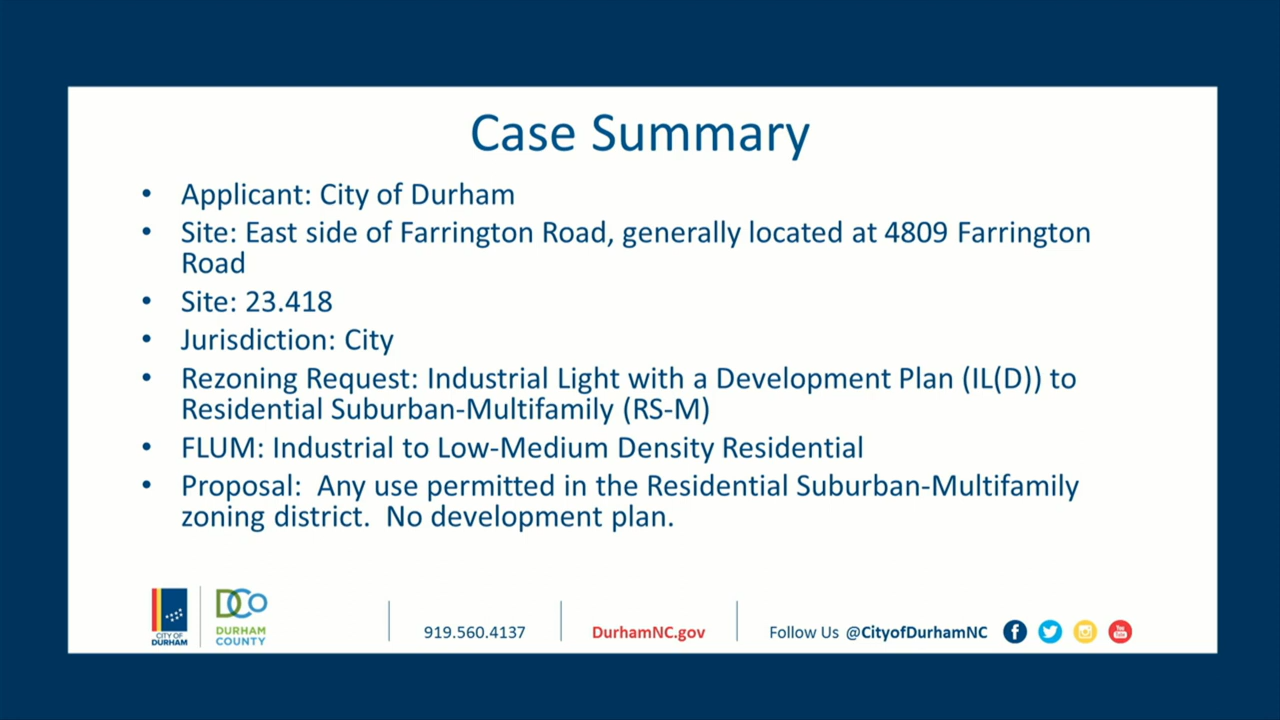 Case Summary
• Applicant: City of Durham
• Site: East side of Farrington Road, generally located at 4809 Farrington
Road
• Site: 23.418
• Jurisdiction: City
• Rezoning Request: Industrial Light with a Development Plan (IL(D)) to
Residential Suburban-Multifamily (RS-M)
• FLUM: Industrial to Low-Medium Density Residential
• Proposal:  Any use permitted in the Residential Suburban-Multifamily
zoning district.  No development plan.
CITY OF
DURHAM
DCo
DURHAM
COUNTY
919.560.4137
DurhamNC.gov
Follow Us @CityofDurhamNC
You
Tube